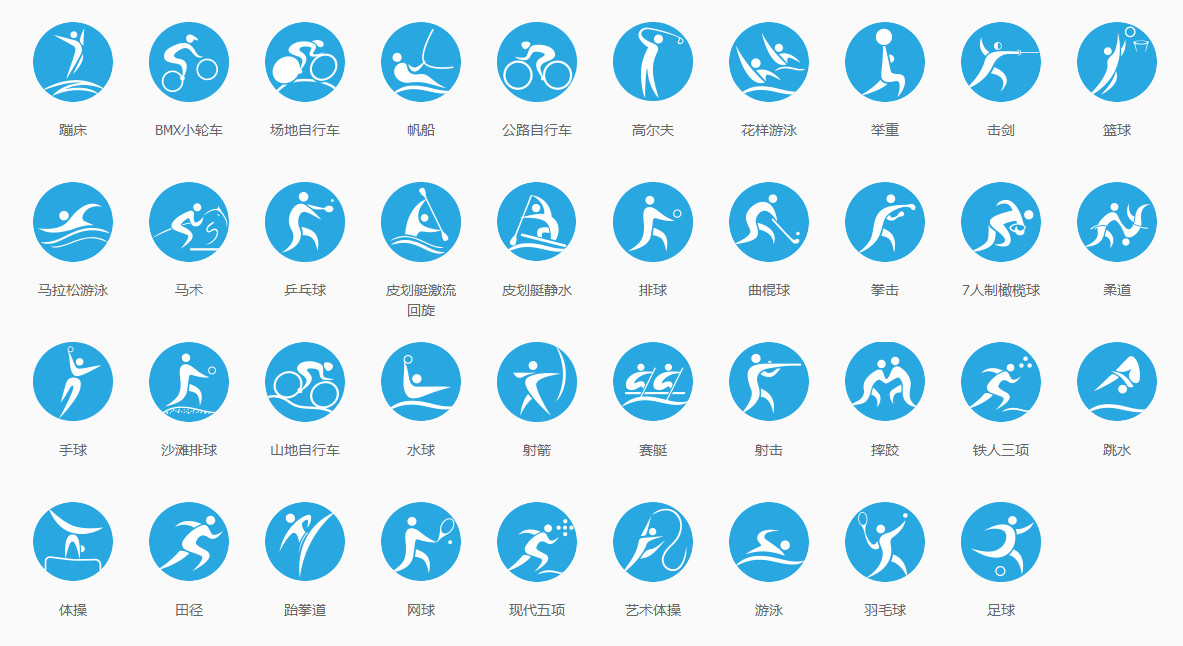 蹦床
BMX小轮车
场地自行车
帆船
公路自行车
高尔夫
花样游泳
举重
击剑
篮球
马拉松游泳
马术
乒乓球
皮划艇激流
回旋
皮划艇静水
排球
曲棍球
拳击
7人制橄榄球
柔道
手球
沙滩排球
山地自行车
水球
射箭
赛艇
射击
摔跤
铁人三项
跳水
体操
田径
跆拳道
网球
现代五项
艺术体操
游泳
羽毛球
足球